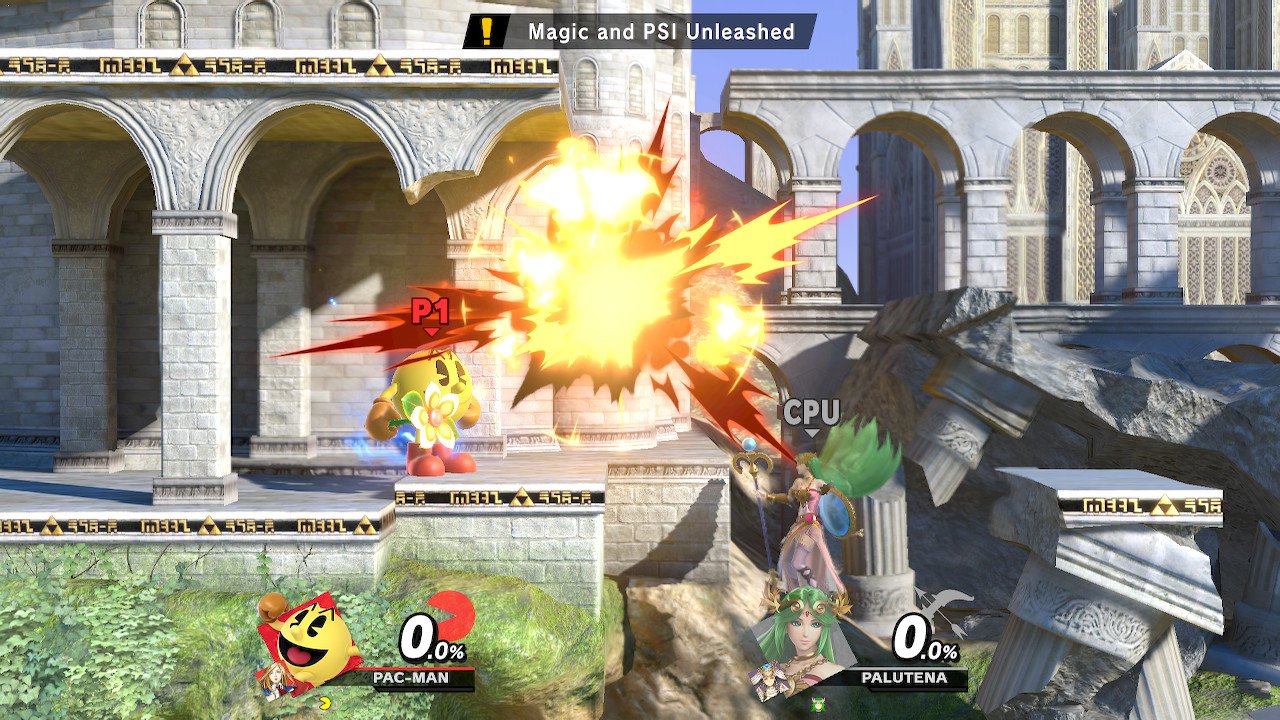 Magic and PSI Unleashed
P1
CPU
0.0%
PAC-MAN
0.0%
PALUTENA